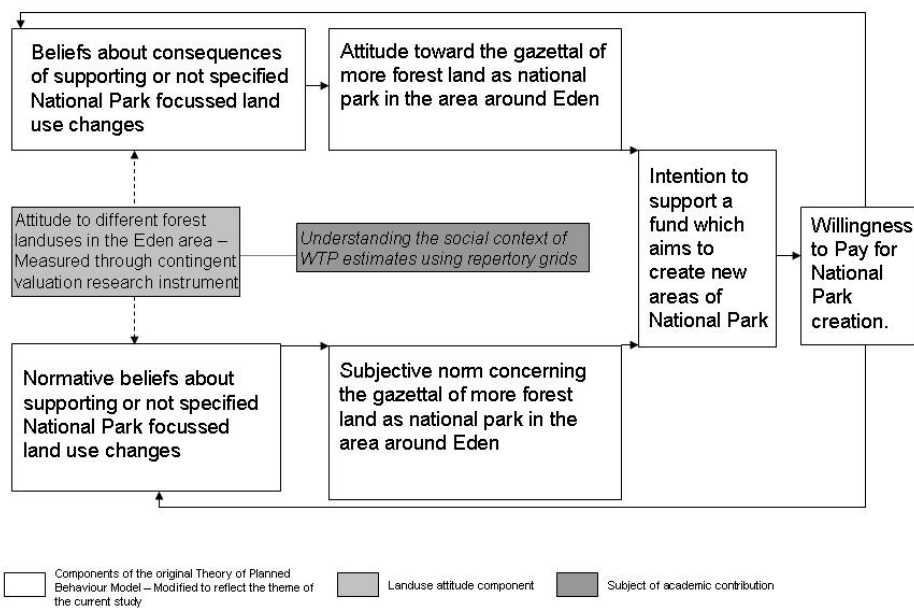 Beliefs about consequences
of supporting or not specified
National Park focussed land
use changes
Attitude toward the gazettal of
more forest land as national
park in the area around Eden
Attitude to different forest
landuses in the Eden area –
Measured through contingent
valuation research instrument
Understanding the social context of
WTP estimates using repertory grids
Intention to
support a
fund which
aims to
create new
areas of
National Park
Willingness
to Pay for
National
Park
creation.
Normative beliefs about
supporting or not specified
National Park focussed
land use changes
Subjective norm concerning
the gazettal of more forest
land as national park in the
area around Eden
Components of the original Theory of Planned
Behaviour Model – Modified to reflect the theme of
the current study
Landuse attitude component
Subject of academic contribution